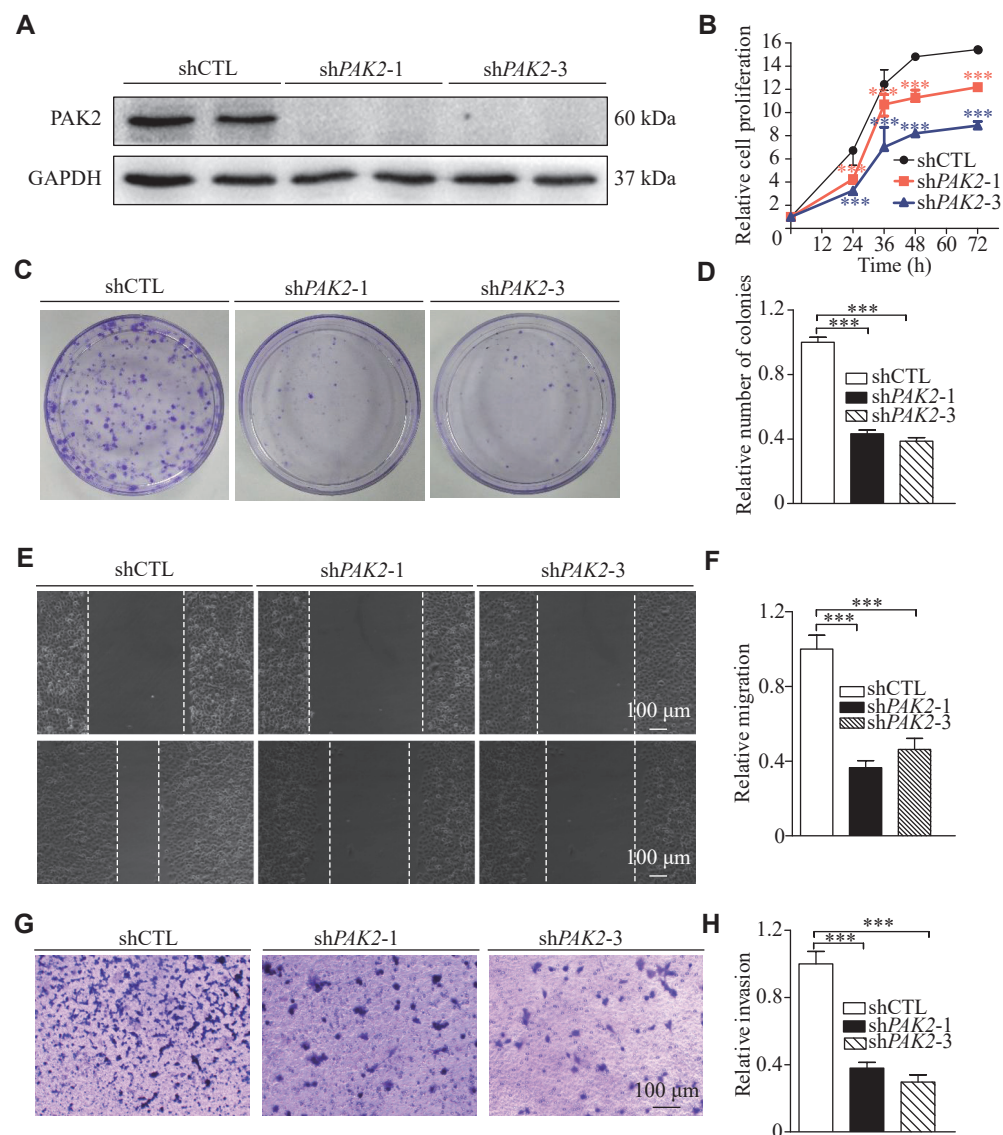 A
shCTL shPAK2-1 shPAK2-3
PAK2 60 kDa
GAPDH 37 kDa
B
Relative cell proliferation
16
14
12
10
8
6
4
2
0
12 24 36 48 60 72
Time (h)
*** *** *** ***
*** *** *** ***
shCTL
shPAK2-1
shPAK2-3
C
shCTL shPAK2-1 shPAK2-3
D
Relative number of colonies
1.2
1.0
0.4
0
***
***
shCTL
shPAK2-1
shPAK2-3
E
shCTL shPAK2-1 shPAK2-3
100 μm
100 μm
F
Relative migration
1.2
1.0
0.4
0
***
***
shCTL
shPAK2-1
shPAK2-3
G
shCTL shPAK2-1 shPAK2-3
100 μm
H
Relative invasion
1.2
1.0
0.4
0
***
***
shCTL
shPAK2-1
shPAK2-3